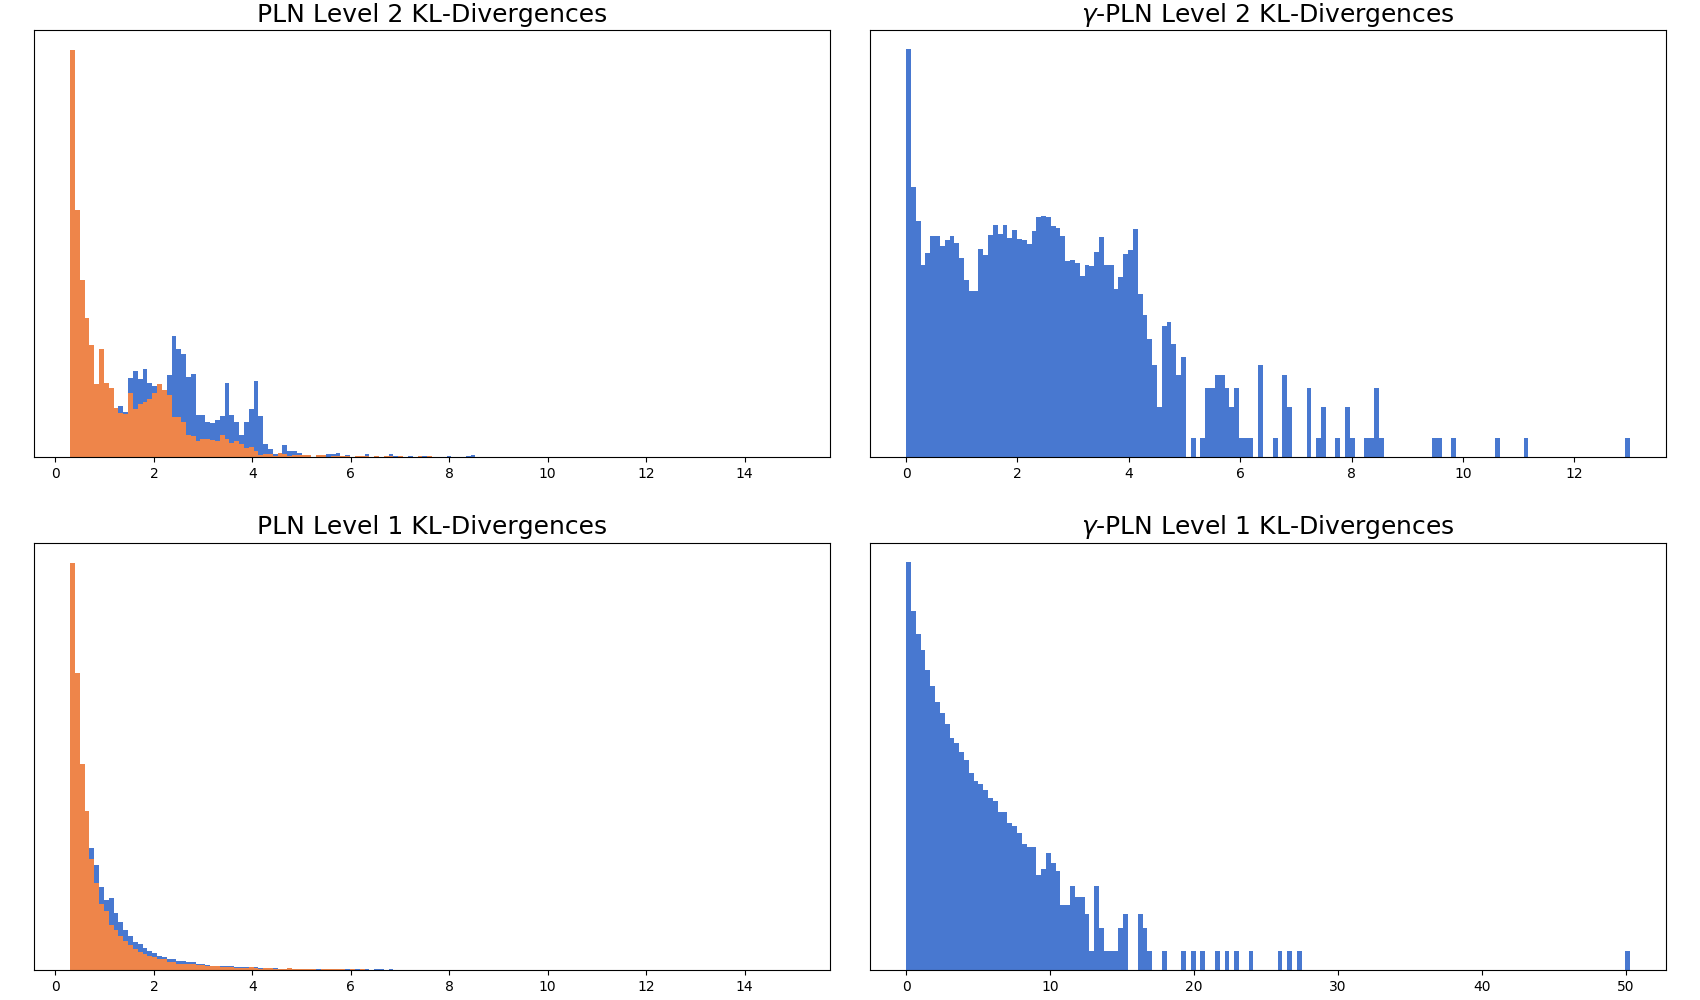 PLN Level 2 KL-Divergences
γ-PLN Level 2 KL-Divergences
0 2 4 6 8 10 12 14
0 2 4 6 8 10 12
PLN Level 1 KL-Divergences
γ-PLN Level 1 KL-Divergences
0 2 4 6 8 10 12 14
0 10 20 30 40 50